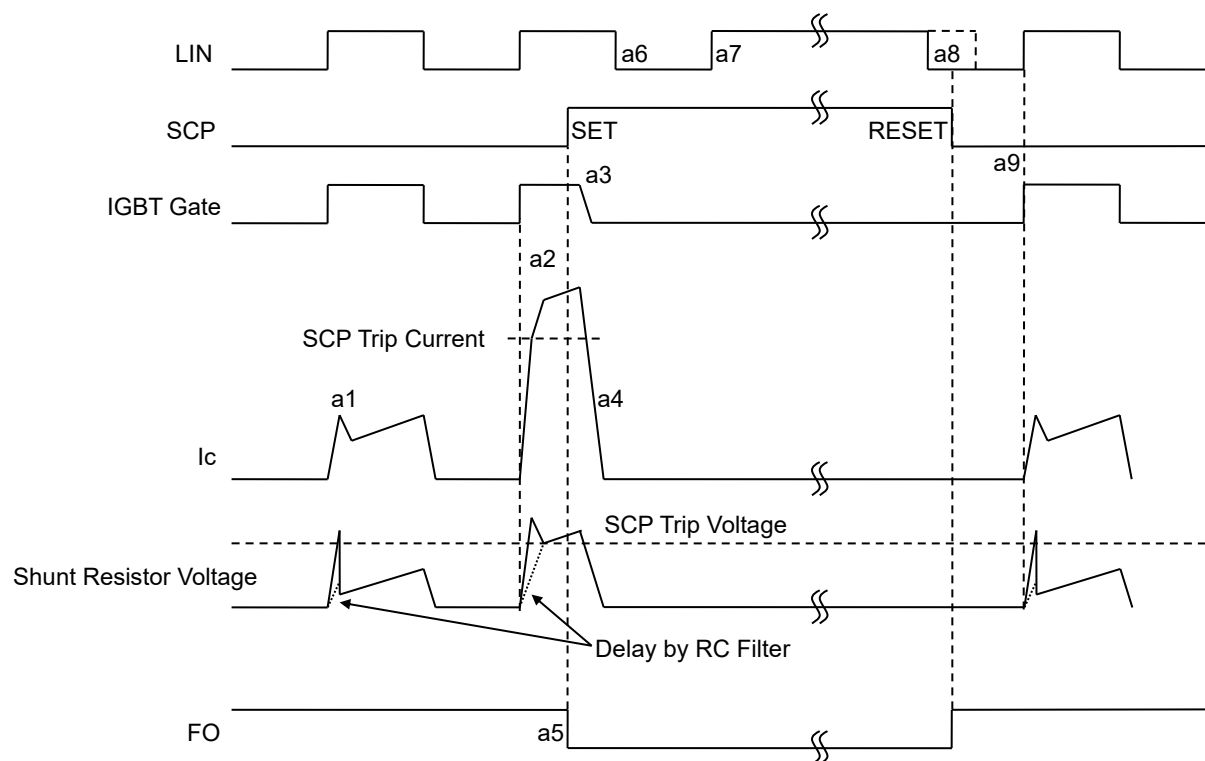 LIN
a6
a7
a8
SCP
SET
RESET
a9
a3
IGBT Gate
a2
SCP Trip Current
a1
a4
Ic
SCP Trip Voltage
Shunt Resistor Voltage
Delay by RC Filter
FO
a5